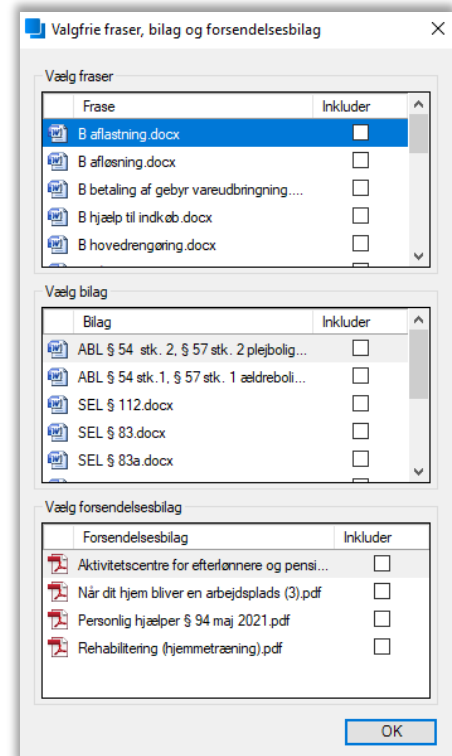 Valgfrie fraser, bilag og forsendelsesbilag
Vælg fraser
Frase Inkluder
B aflastning.docx
B afløsning.docx
B betaling af gebyr vareudbringning....
B hjælp til indkøb.docx
B hovedrengøring.docx
Vælg bilag
Bilag Inkluder
ABL § 54 stk. 2, § 57 stk. 2 plejbolig...
ABL § 54 stk.1, § 57 stk. 1 ældreboli...
SEL § 112.docx
SEL § 83.docx
SEL § 83a.docx
Vælg forsendelsesbilag
Forsendelsesbilag Inkluder
Aktivitetscentre for efterlønnere og pensi...
Når dit hjem bliver en arbejdsplads (3).pdf
Personlig hjælper § 94 maj 2021.pdf
Rehabilitering (hjemmetræning).pdf
OK